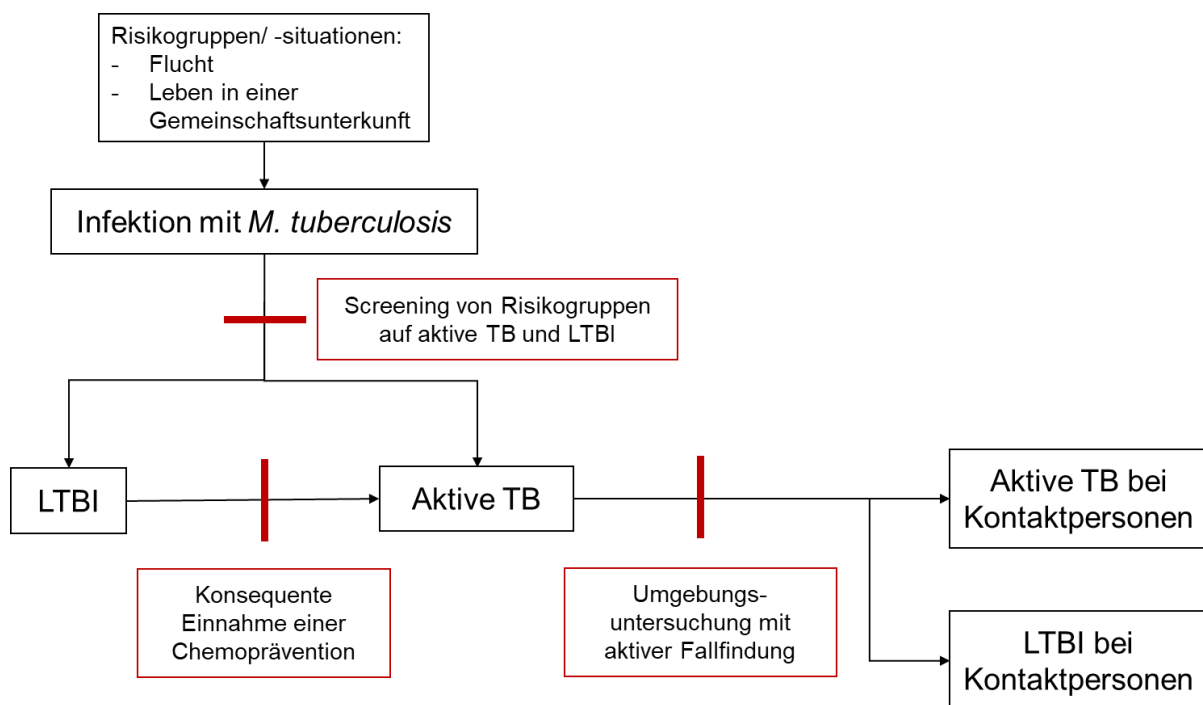 Risikogruppen/ -situationen:
- Flucht
- Leben in einer
Gemeinschaftsunterkunft
Infektion mit M. tuberculosis
Screening von Risikogruppen
auf aktive TB und LTBI
LTBI
Aktive TB
Aktive TB bei
Kontaktpersonen
Konsequente
Einnahme einer
Chemoprävention
Umgebungs-
untersuchung mit
aktiver Fallfindung
LTBI bei
Kontaktpersonen